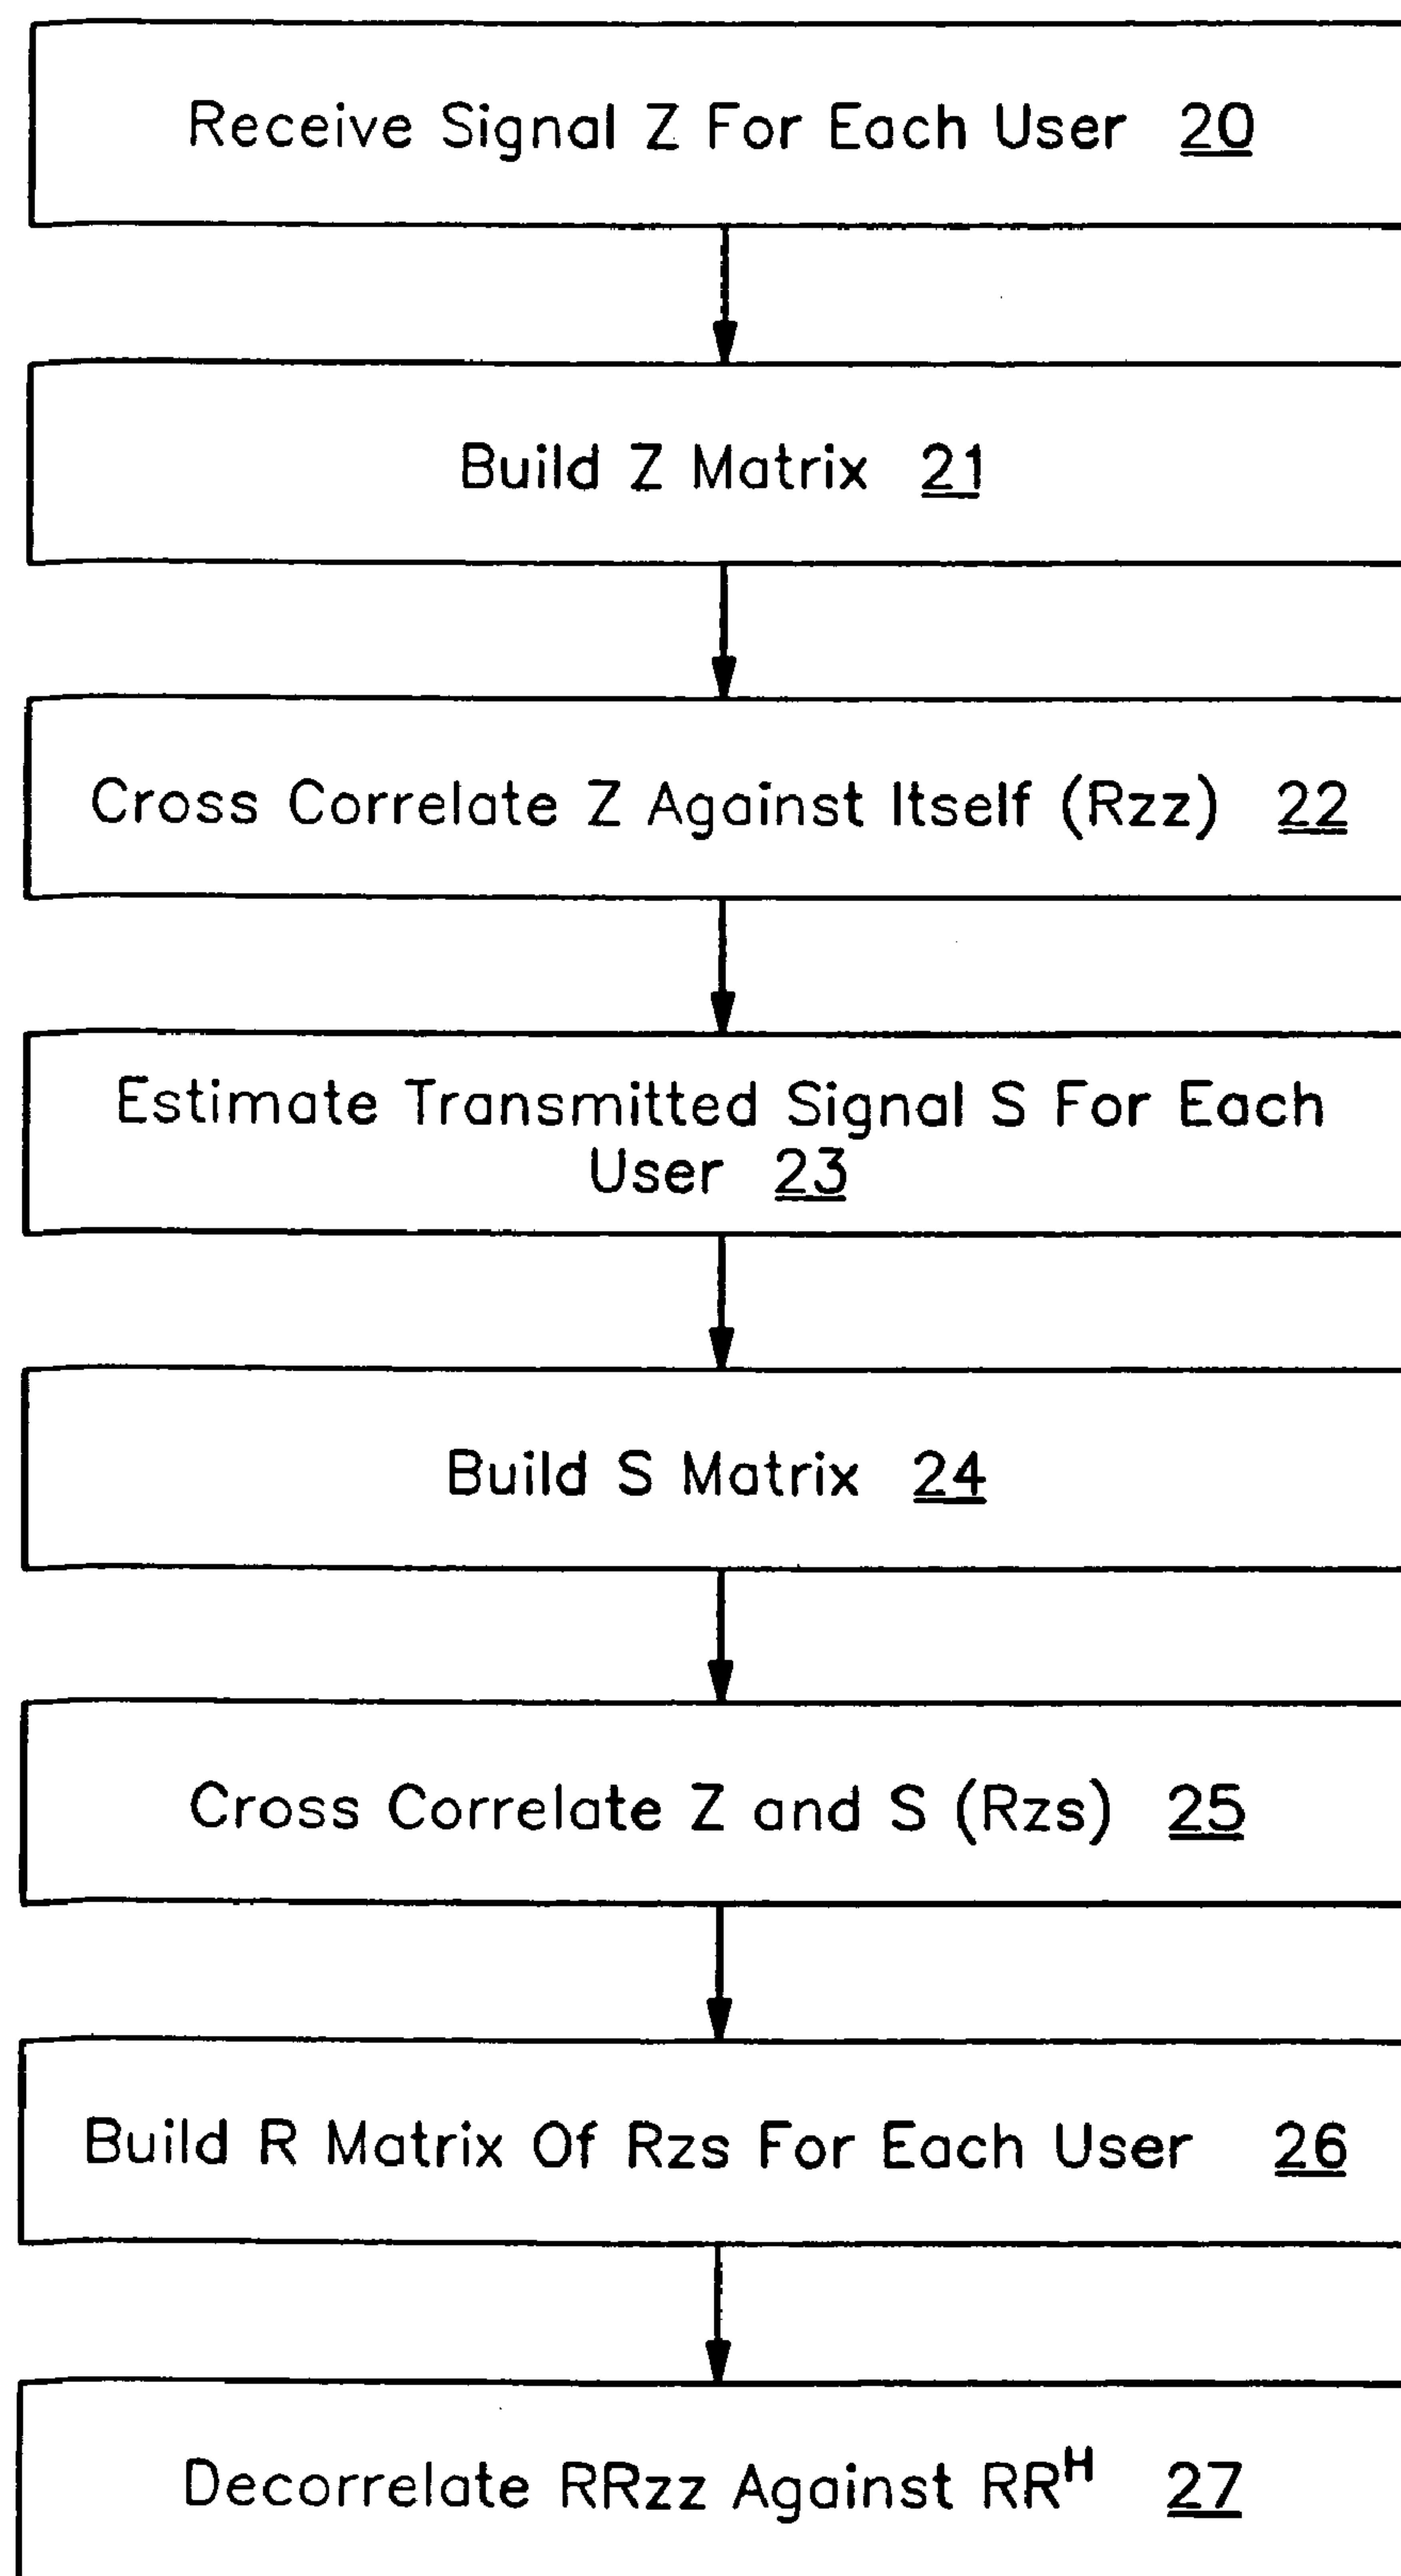 Receive Signal Z For Each User 20
Build Z Matrix 21
Cross Correlate Z Against Itself (Rzz) 22
Estimate Transmitted Signal S For Each
User 23
Build S Matrix 24
Cross Correlate Z and S (Rzs) 25
Build R Matrix Of Rzs For Each User 26
Decorrelate RRzz Against RRᴴ 27